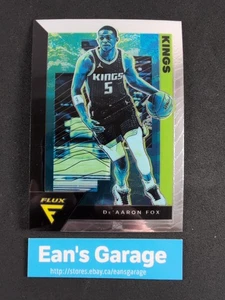 KINGS
KINGS
5
FLUX
De'AARON FOX
Ean's Garage
http://stores.ebay.ca/eansgarage